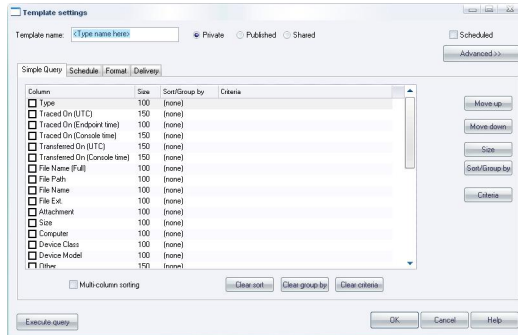 Template settings
Template name: <Type name here> Private Published Shared Scheduled
Advanced >>
Simple Query Schedule Format Delivery
Column Size Sort/Group by Criteria
Type 100 (none)
Traced On (UTC) 150 (none)
Traced On (Endpoint time) 100 (none)
Traced On (Console time) 150 (none)
Transferred On (UTC) 150 (none)
Transferred On (Console time) 150 (none)
File Name (Full) 100 (none)
File Path 100 (none)
File Name 100 (none)
File Ext. 100 (none)
Attachment 100 (none)
Size 100 (none)
Computer 100 (none)
Device Class 100 (none)
Device Model 100 (none)
Other 150 (none)
Move up
Move down
Size
Sort/Group by
Criteria
Multi-column sorting Clear sort Clear group by Clear criteria
Execute query OK Cancel Help